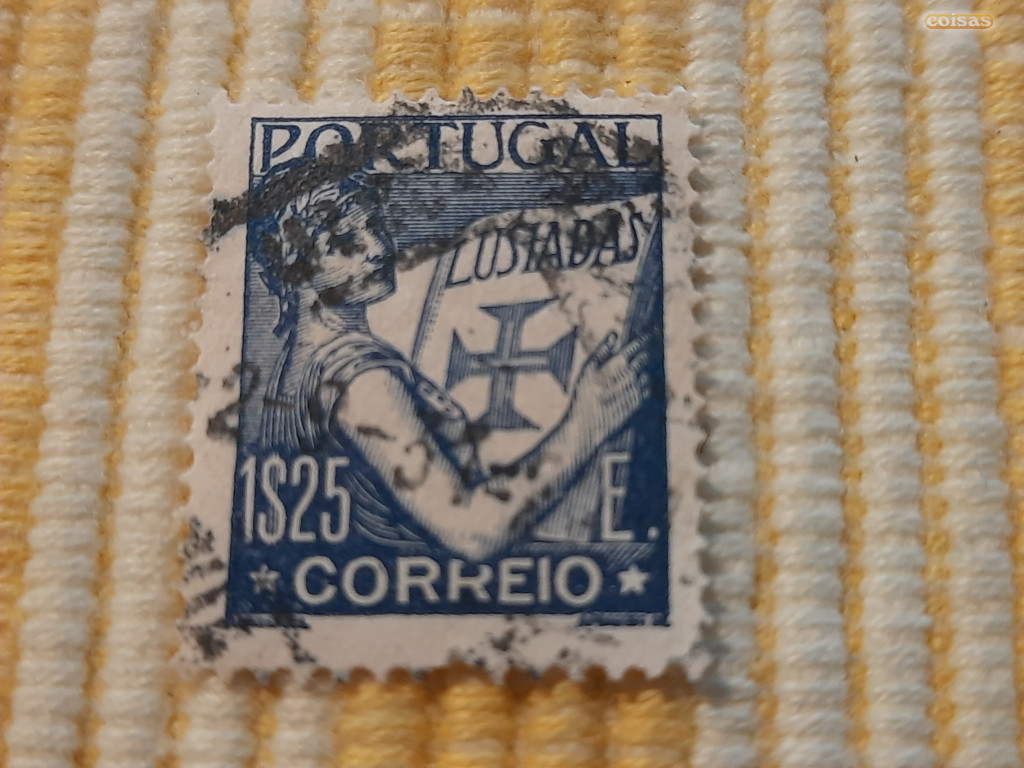 coisas
PORTUGAL
LUSIADAS
1$25 E.
CORREIO